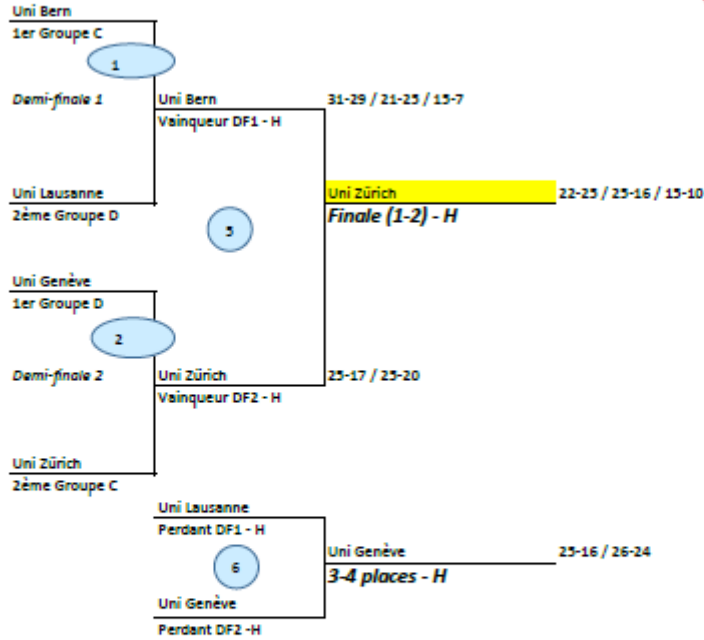 Uni Bern
1er Groupe C
1
Demi-finale 1
Uni Bern
31-29 / 21-25 / 15-7
Vainqueur DF1 - H
Uni Lausanne
2ème Groupe D
Uni Zürich
22-25 / 25-16 / 15-10
Finale (1-2) - H
5
Uni Genève
1er Groupe D
2
Demi-finale 2
Uni Zürich
25-17 / 25-20
Vainqueur DF2 - H
Uni Zürich
2ème Groupe C
Uni Lausanne
Perdant DF1 - H
Uni Genève
25-16 / 26-24
3-4 places - H
6
Uni Genève
Perdant DF2 -H